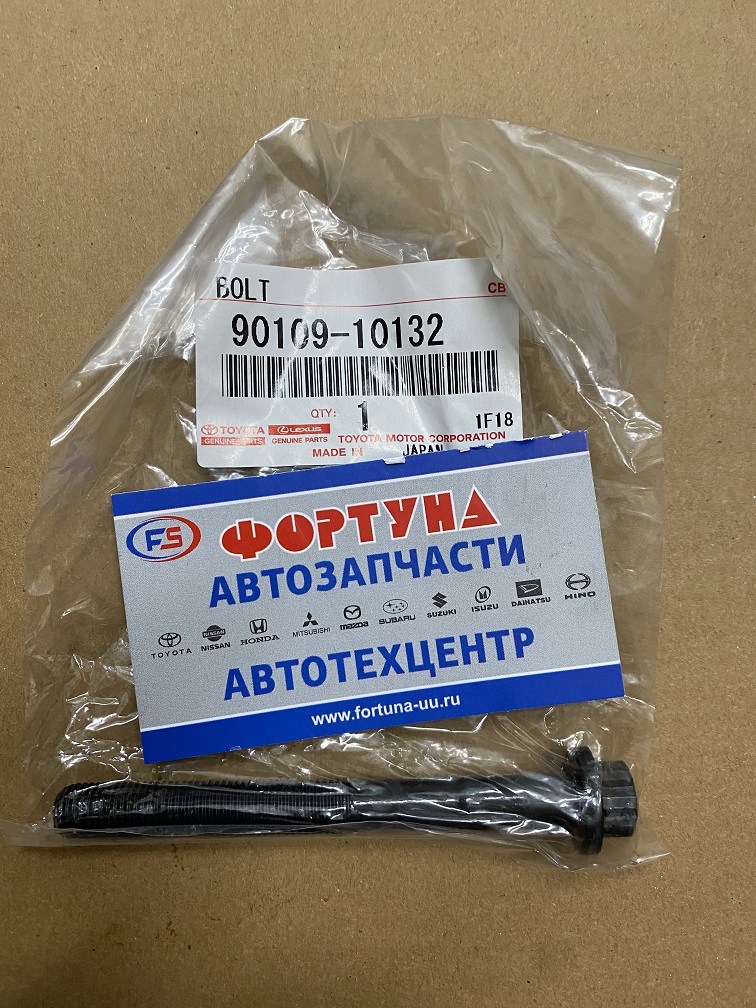 BOLT
CB
90109-10132
QTY: 1
1F18
TOYOTA LEXUS
GENUINE PARTS GENUINE PARTS TOYOTA MOTOR CORPORATION
MADE IN JAPAN
FS ФОРТУНА
АВТОЗАПЧАСТИ
TOYOTA NISSAN HONDA MITSUBISHI mazda SUBARU SUZUKI ISUZU DAIHATSU HINO
АВТОТЕХЦЕНТР
www.fortuna-uu.ru